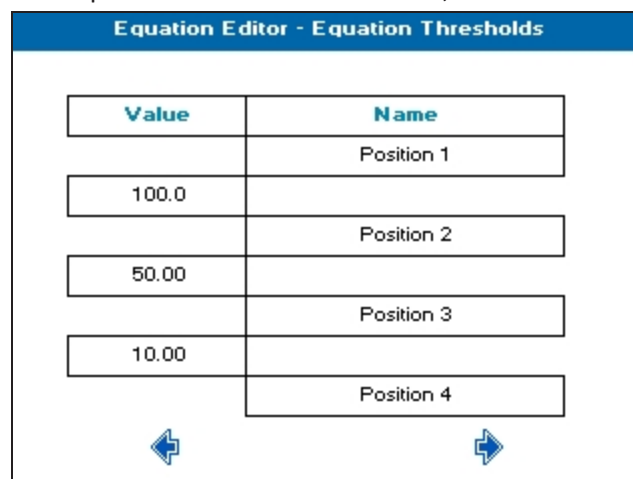 Equation Editor - Equation Thresholds
Value Name
Position 1
100.0
Position 2
50.00
Position 3
10.00
Position 4